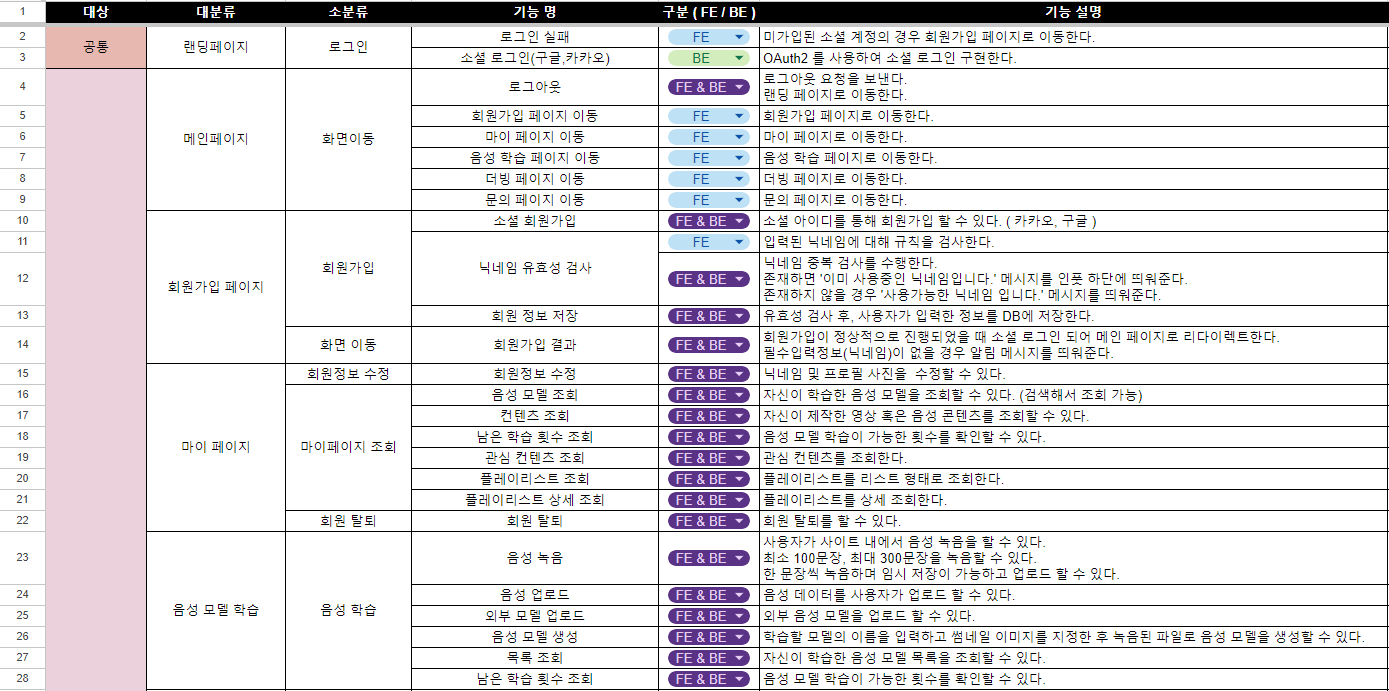 1 대상 대분류 소분류 기능 명 구분 ( FE / BE ) 기능 설명
2 공통 랜딩페이지 로그인 로그인 실패 FE 미가입된 소셜 계정의 경우 회원가입 페이지로 이동한다.
3 소셜 로그인(구글,카카오) BE OAuth2 를 사용하여 소셜 로그인 구현한다.
4 로그아웃 FE & BE 로그아웃 요청을 보낸다.
랜딩 페이지로 이동한다.
메인페이지 화면이동
5 회원가입 페이지 이동 FE 회원가입 페이지로 이동한다.
6 마이 페이지 이동 FE 마이 페이지로 이동한다.
7 음성 학습 페이지 이동 FE 음성 학습 페이지로 이동한다.
8 더빙 페이지 이동 FE 더빙 페이지로 이동한다.
9 문의 페이지 이동 FE 문의 페이지로 이동한다.
10 소셜 회원가입 FE & BE 소셜 아이디를 통해 회원가입 할 수 있다. ( 카카오, 구글 )
11 FE 입력된 닉네임에 대해 규칙을 검사한다.
회원가입 페이지 회원가입 닉네임 유효성 검사
12 FE & BE 닉네임 중복 검사를 수행한다.
존재하면 '이미 사용중인 닉네임입니다.' 메시지를 인풋 하단에 띄워준다.
존재하지 않을 경우 '사용가능한 닉네임 입니다.' 메시지를 띄워준다.
13 회원 정보 저장 FE & BE 유효성 검사 후, 사용자가 입력한 정보를 DB에 저장한다.
14 화면 이동 회원가입 결과 FE & BE 회원가입이 정상적으로 진행되었을 때 소셜 로그인 되어 메인 페이지로 리다이렉트한다.
필수입력정보(닉네임)이 없을 경우 알림 메시지를 띄워준다.
15 회원정보 수정 회원정보 수정 FE & BE 닉네임 및 프로필 사진을 수정할 수 있다.
16 음성 모델 조회 FE & BE 자신이 학습한 음성 모델을 조회할 수 있다. (검색해서 조회 가능)
17 컨텐츠 조회 FE & BE 자신이 제작한 영상 혹은 음성 콘텐츠를 조회할 수 있다.
18 남은 학습 횟수 조회 FE & BE 음성 모델 학습이 가능한 횟수를 확인할 수 있다.
마이 페이지 마이페이지 조회
19 관심 컨텐츠 조회 FE & BE 관심 컨텐츠를 조회한다.
20 플레이리스트 조회 FE & BE 플레이리스트를 리스트 형태로 조회한다.
21 플레이리스트 상세 조회 FE & BE 플레이리스트를 상세 조회한다.
22 회원 탈퇴 회원 탈퇴 FE & BE 회원 탈퇴를 할 수 있다.
23 음성 녹음 FE & BE 사용자가 사이트 내에서 음성 녹음을 할 수 있다.
최소 100문장, 최대 300문장을 녹음할 수 있다.
한 문장씩 녹음하며 임시 저장이 가능하고 업로드 할 수 있다.
24 음성 업로드 FE & BE 음성 데이터를 사용자가 업로드 할 수 있다.
음성 모델 학습 음성 학습
25 외부 모델 업로드 FE & BE 외부 음성 모델을 업로드 할 수 있다.
26 음성 모델 생성 FE & BE 학습할 모델의 이름을 입력하고 썸네일 이미지를 지정한 후 녹음된 파일로 음성 모델을 생성할 수 있다.
27 목록 조회 FE & BE 자신이 학습한 음성 모델 목록을 조회할 수 있다.
28 남은 학습 횟수 조회 FE & BE 음성 모델 학습이 가능한 횟수를 확인할 수 있다.